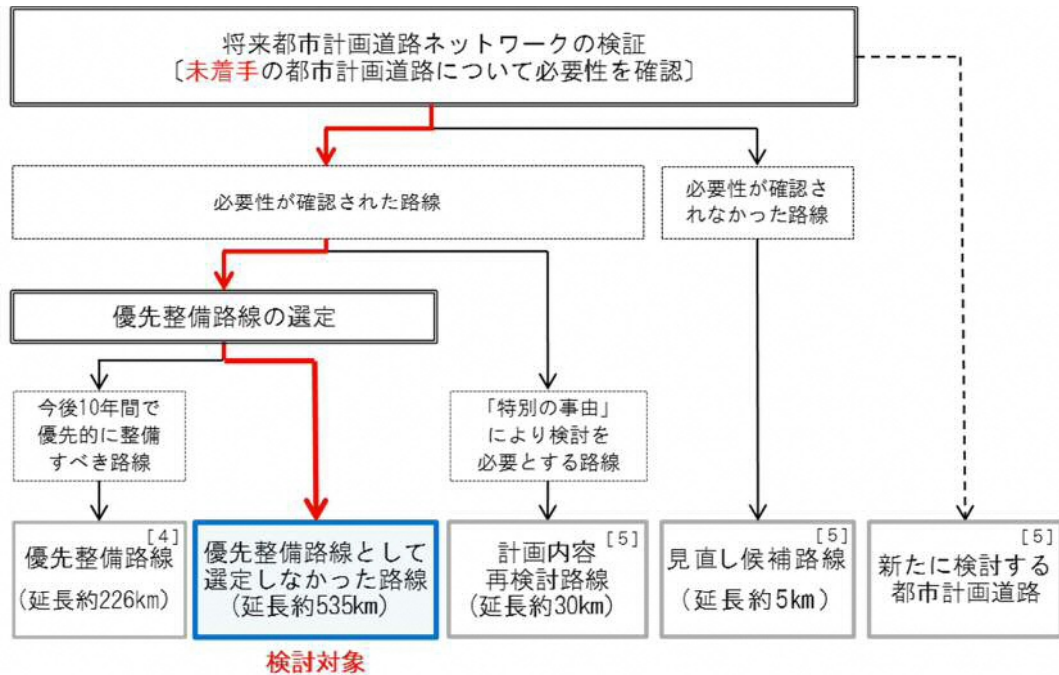 将来都市計画道路ネットワークの検証
〔未着手の都市計画道路について必要性を確認〕
必要性が確認された路線
必要性が確認さ
れなかった路線
優先整備路線の選定
今後10年間で
優先的に整備
すべき路線
「特別の事由」
により検討を
必要とする路線
[4]
優先整備路線
(延長約226km)
優先整備路線として
選定しなかった路線
(延長約535km)
[5]
計画内容
再検討路線
(延長約30km)
[5]
見直し候補路線
(延長約5km)
[5]
新たに検討する
都市計画道路
検討対象